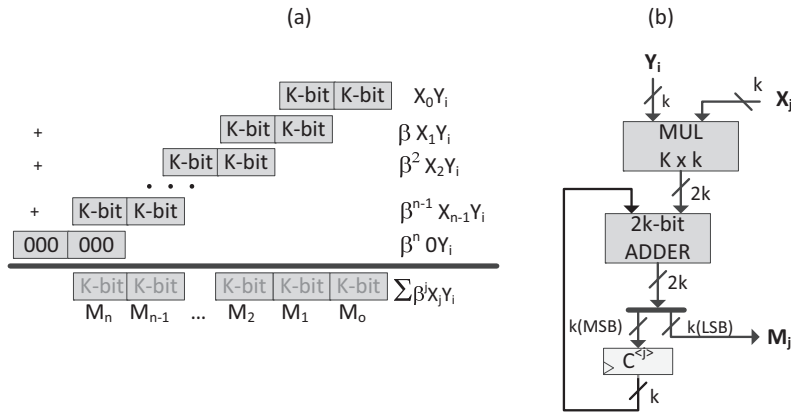 (a)
K-bit K-bit X₀Yᵢ
+ K-bit K-bit β X₁Yᵢ
+ K-bit K-bit β² X₂Yᵢ
. . .
+ K-bit K-bit βⁿ⁻¹ Xₙ₋₁Yᵢ
000 000 βⁿ 0Yᵢ
K-bit K-bit K-bit K-bit K-bit ∑βʲXⱼYᵢ
Mₙ Mₙ₋₁ ... M₂ M₁ Mₒ
(b)
Yᵢ
k k Xⱼ
MUL
K x k
2k
2k-bit
ADDER
2k
k(MSB) k(LSB) Mⱼ
C<j>
k